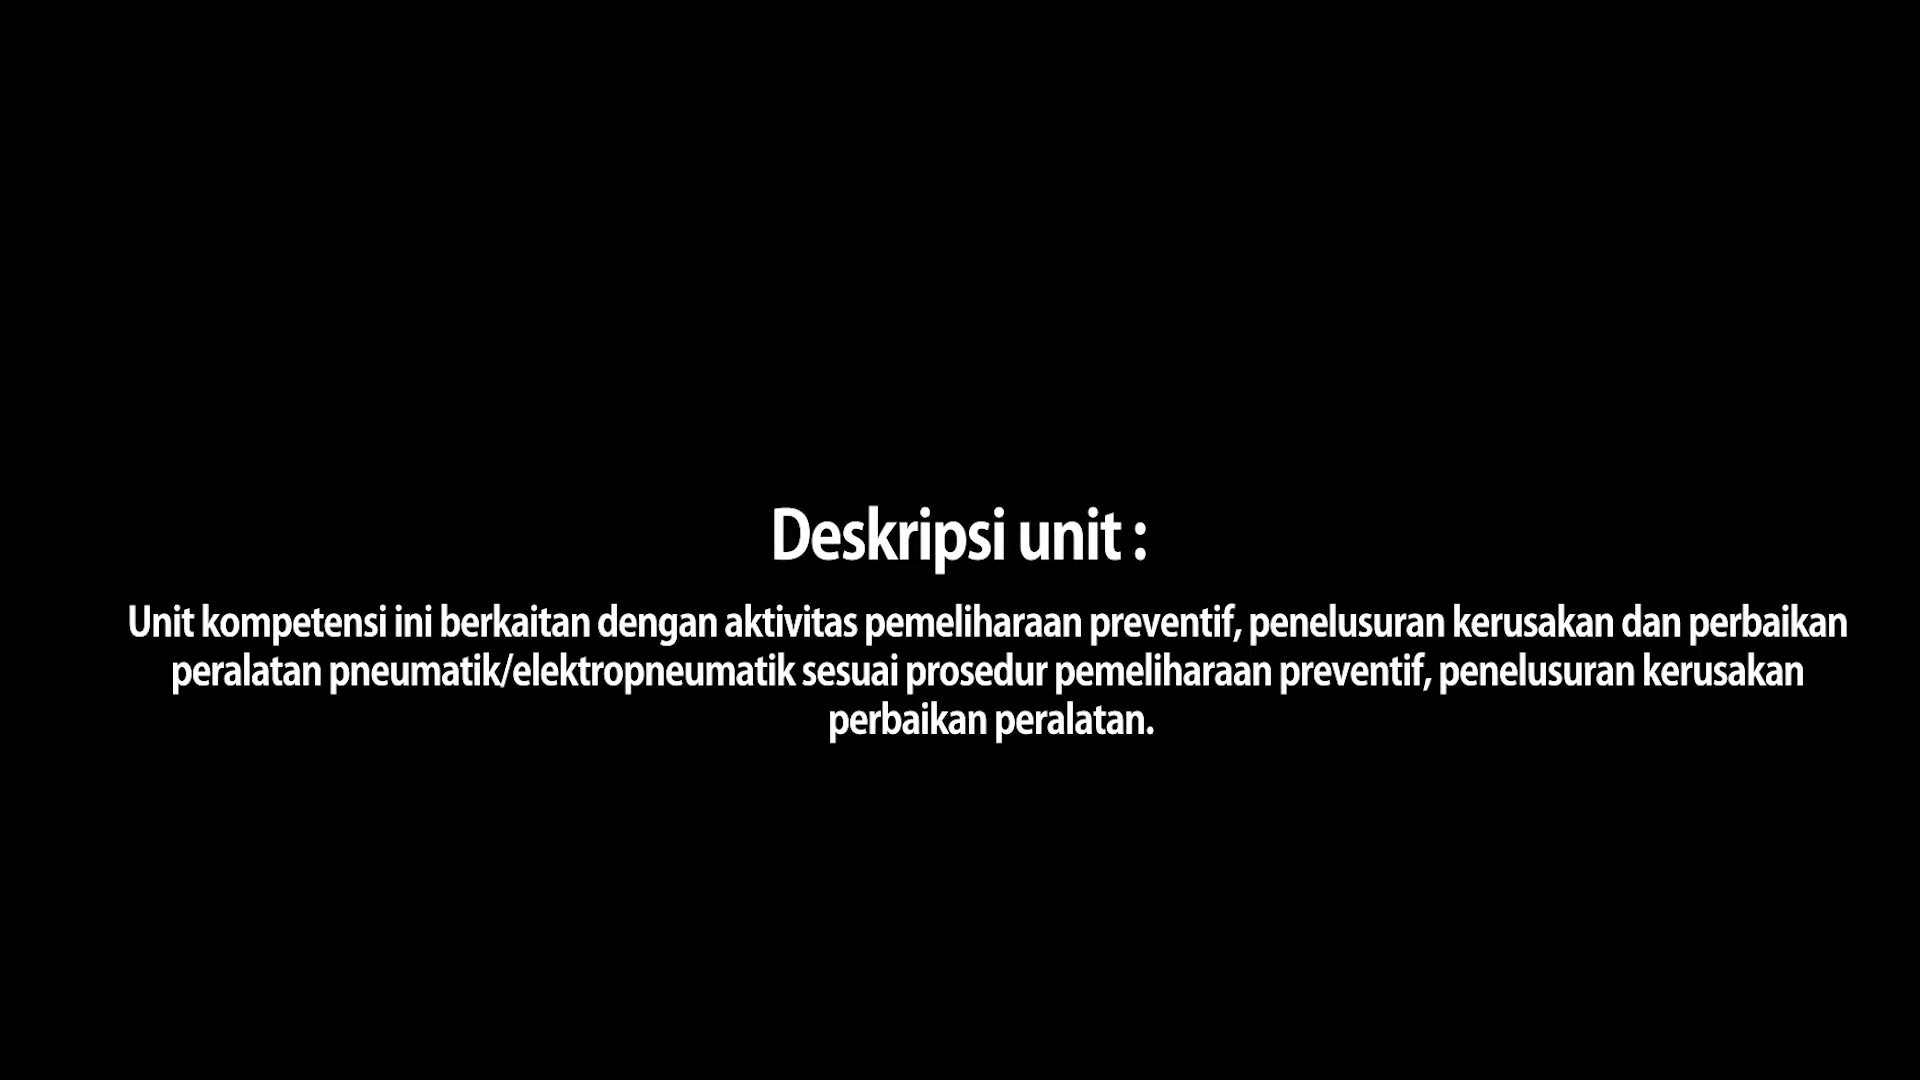 Deskripsi unit :
Unit kompetensi ini berkaitan dengan aktivitas pemeliharaan preventif, penelusuran kerusakan dan perbaikan
peralatan pneumatik/elektropneumatik sesuai prosedur pemeliharaan preventif, penelusuran kerusakan
perbaikan peralatan.